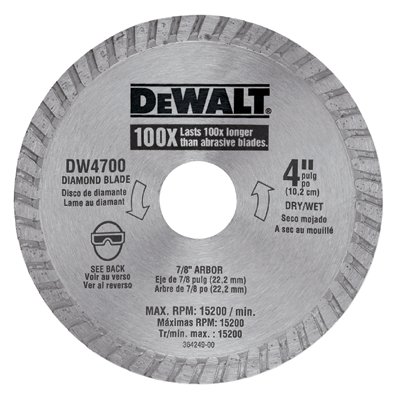 DEWALT
100X Lasts 100x longer
than abrasive blades.
DW4700
DIAMOND BLADE
Disco de diamante
Lame au diamant
4" pulg
po
(10,2 cm)
DRY/WET
Seco mojado
A sec au mouillé
SEE BACK
Voir au verso
Ver al reverso
7/8" ARBOR
Eje de 7/8 pulg (22,2 mm)
Arbre de 7/8 po (22,2 mm)
MAX. RPM: 15200 / min.
Máximas RPM: 15200
Tr/min. max. : 15200
384249-00